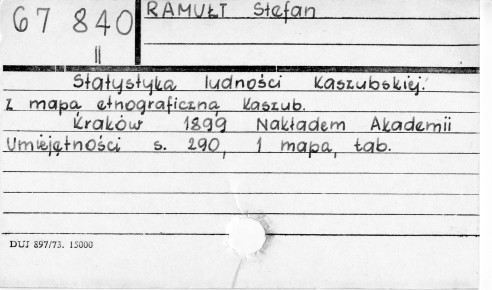 67 840
II
RAMUŁT Stefan
Statystyka ludności kaszubskiej.
Z mapą etnograficzną Kaszub.
Kraków 1899 Nakładem Akademii
Umiejętności s. 290, 1 mapa, tab.
DUJ 897/73. 15000